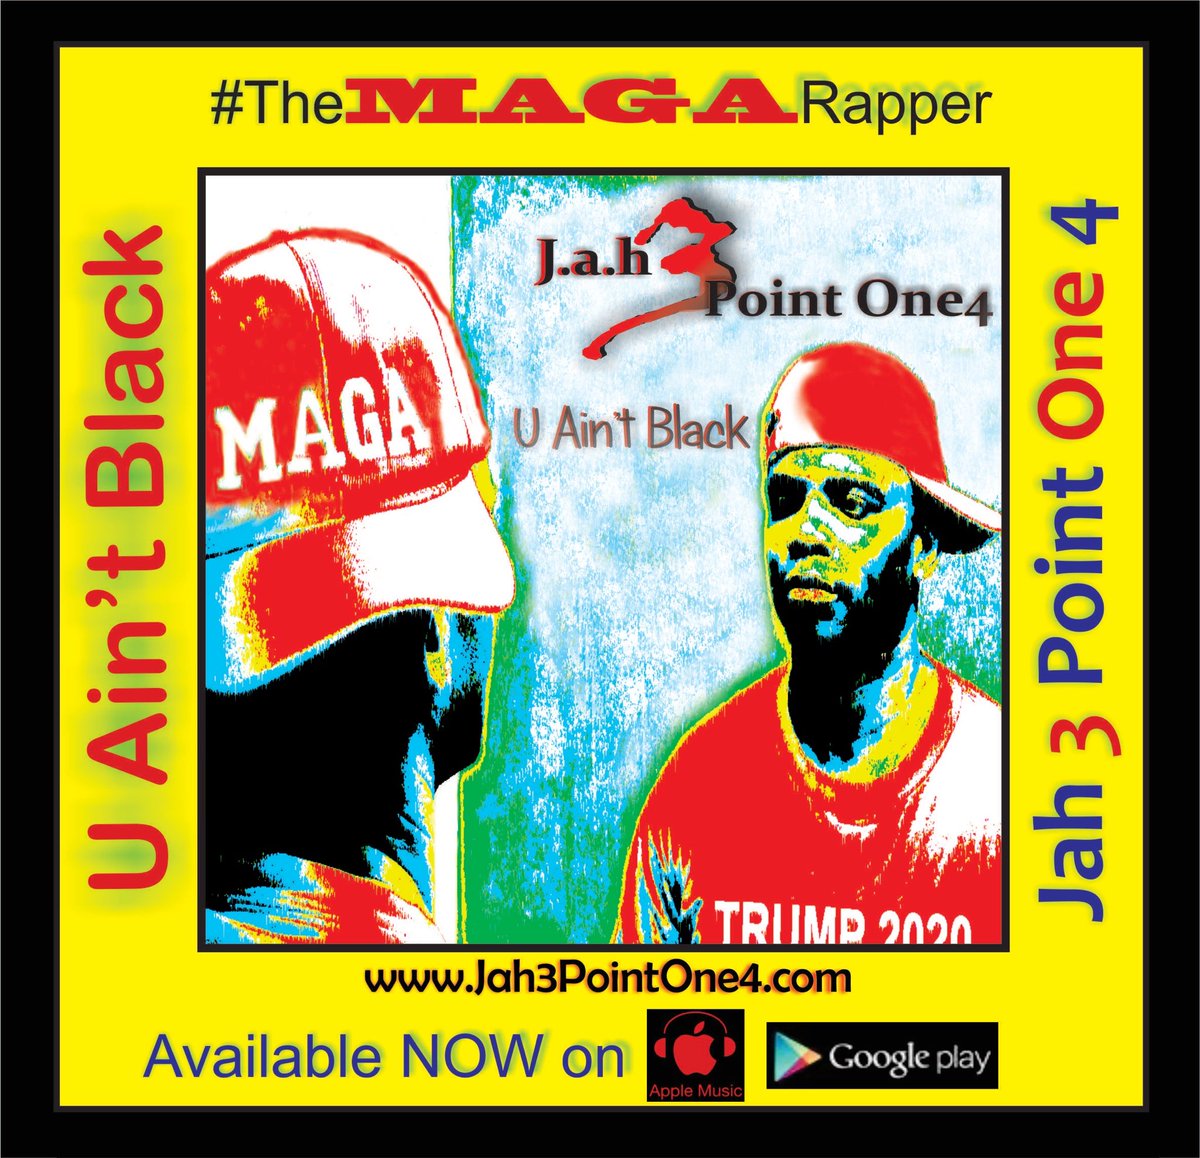 #TheMAGARapper
U Ain't Black
J.a.h 3
Point One4
U Ain't Black
MAGA
TRUMP 2020
Jah 3 Point One 4
www.Jah3PointOne4.com
Available NOW on
Apple Music
Google play